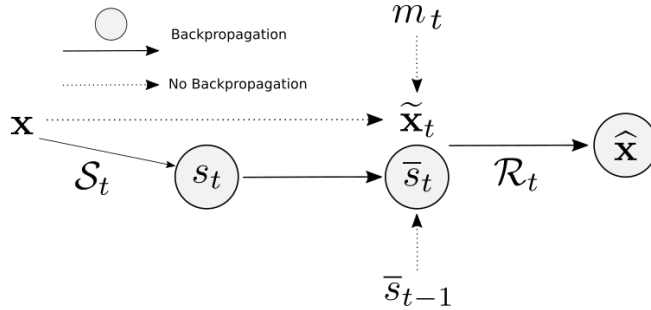 m_t
Backpropagation
No Backpropagation
𝐱 𝐱̃_t
𝒮_t s_t s̅_t ℛ_t 𝐱̂
s̅_{t−1}